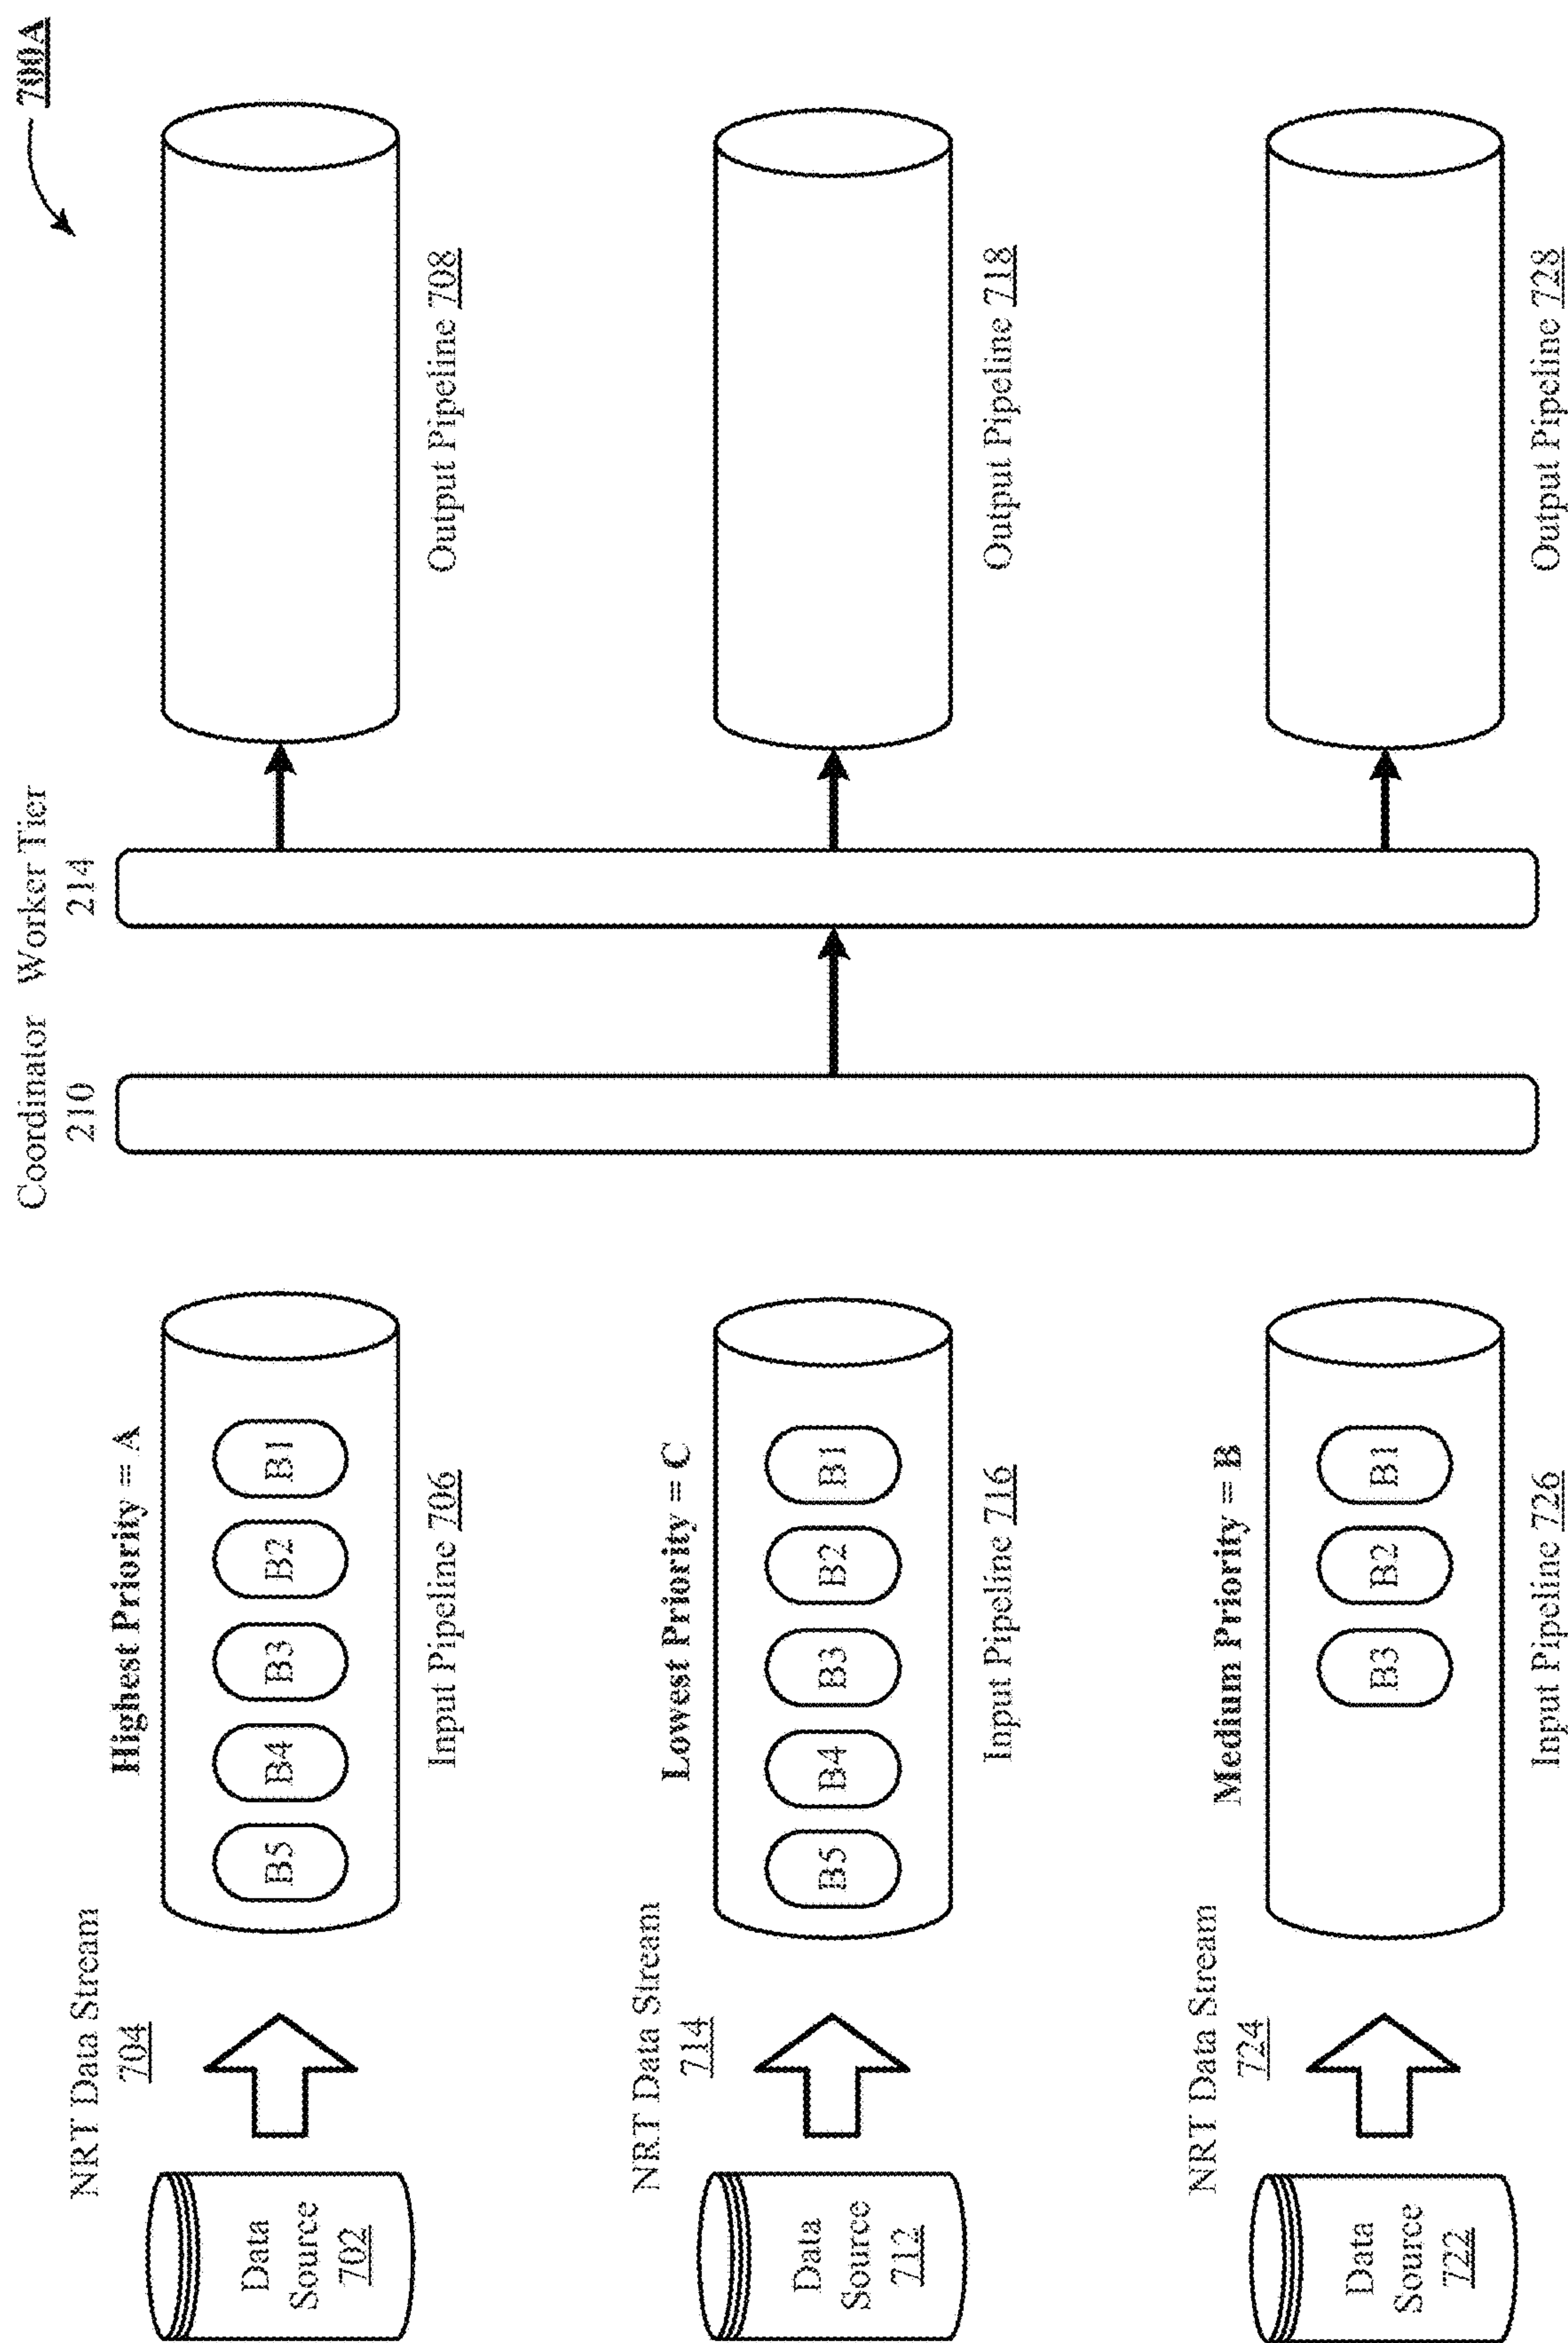 700A
Coordinator
210
Worker Tier
214
NRT Data Stream
704
Highest Priority = A
Data
Source
702
B5
B4
B3
B2
B1
Input Pipeline 706
Output Pipeline 708
NRT Data Stream
714
Lowest Priority = C
Data
Source
712
B5
B4
B3
B2
B1
Input Pipeline 716
Output Pipeline 718
NRT Data Stream
724
Medium Priority = B
Data
Source
722
B3
B2
B1
Input Pipeline 726
Output Pipeline 728